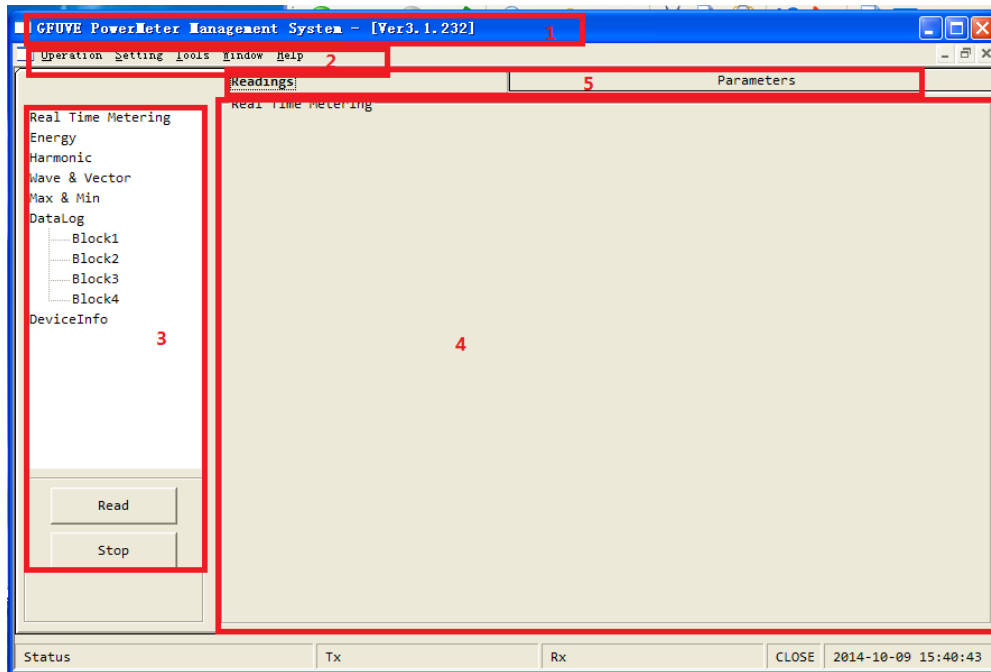 GFUVE PowerMeter Management System - [Ver3.1.232]
1
Operation Setting Tools Window Help
2
Readings
5
Parameters
Real Time Metering
Real Time Metering
Energy
Harmonic
Wave & Vector
Max & Min
DataLog
Block1
Block2
Block3
Block4
DeviceInfo
3
4
Read
Stop
Status Tx Rx CLOSE 2014-10-09 15:40:43